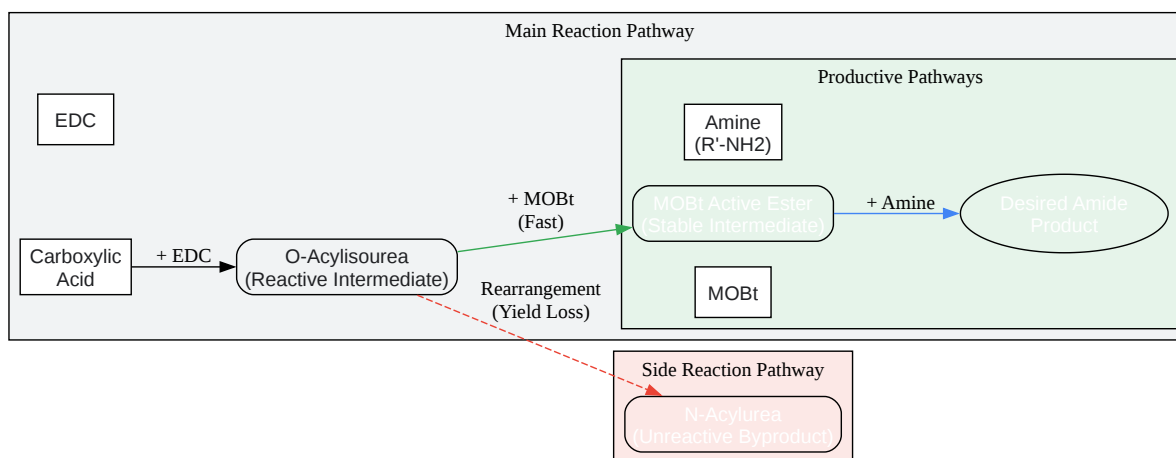 Main Reaction Pathway
Productive Pathways
EDC
Amine
(R'-NH2)
+ MOBt
(Fast)
MOBt Active Ester
(Stable Intermediate)
+ Amine
Desired Amide
Product
Carboxylic
Acid
+ EDC
O-Acylisourea
(Reactive Intermediate)
Rearrangement
(Yield Loss)
MOBt
Side Reaction Pathway
N-Acylurea
(Unreactive Byproduct)